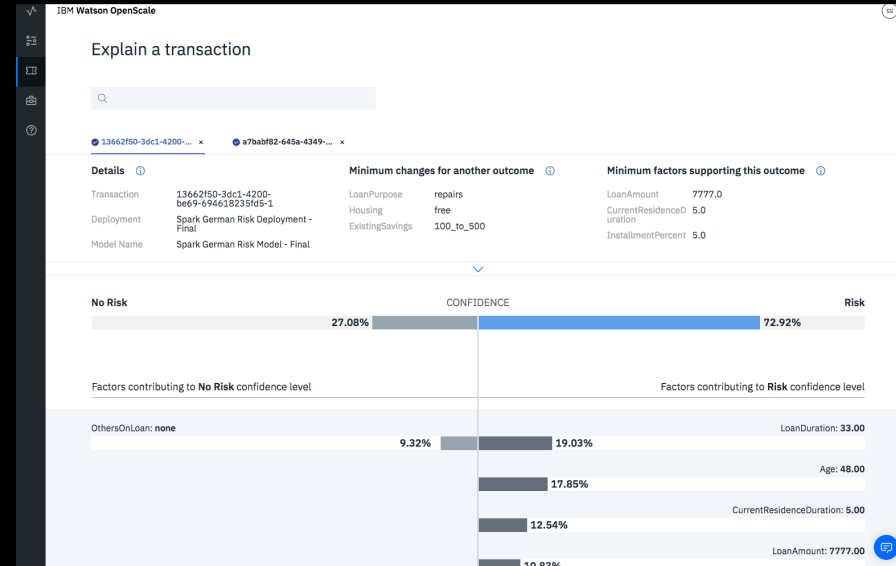 IBM Watson OpenScale
SS
Explain a transaction
13662f50-3dc1-4200-... ×
a7babf82-645a-4349-... ×
Details
Transaction
13662f50-3dc1-4200-
be69-694618235fd5-1
Deployment
Spark German Risk Deployment -
Final
Model Name
Spark German Risk Model - Final
Minimum changes for another outcome
LoanPurpose
repairs
Housing
free
ExistingSavings
100_to_500
Minimum factors supporting this outcome
LoanAmount
7777.0
CurrentResidenceD
uration
5.0
InstallmentPercent
5.0
No Risk
CONFIDENCE
Risk
27.08%
72.92%
Factors contributing to No Risk confidence level
Factors contributing to Risk confidence level
OthersOnLoan: none
LoanDuration: 33.00
9.32%
19.03%
Age: 48.00
17.85%
CurrentResidenceDuration: 5.00
12.54%
LoanAmount: 7777.00
10.83%